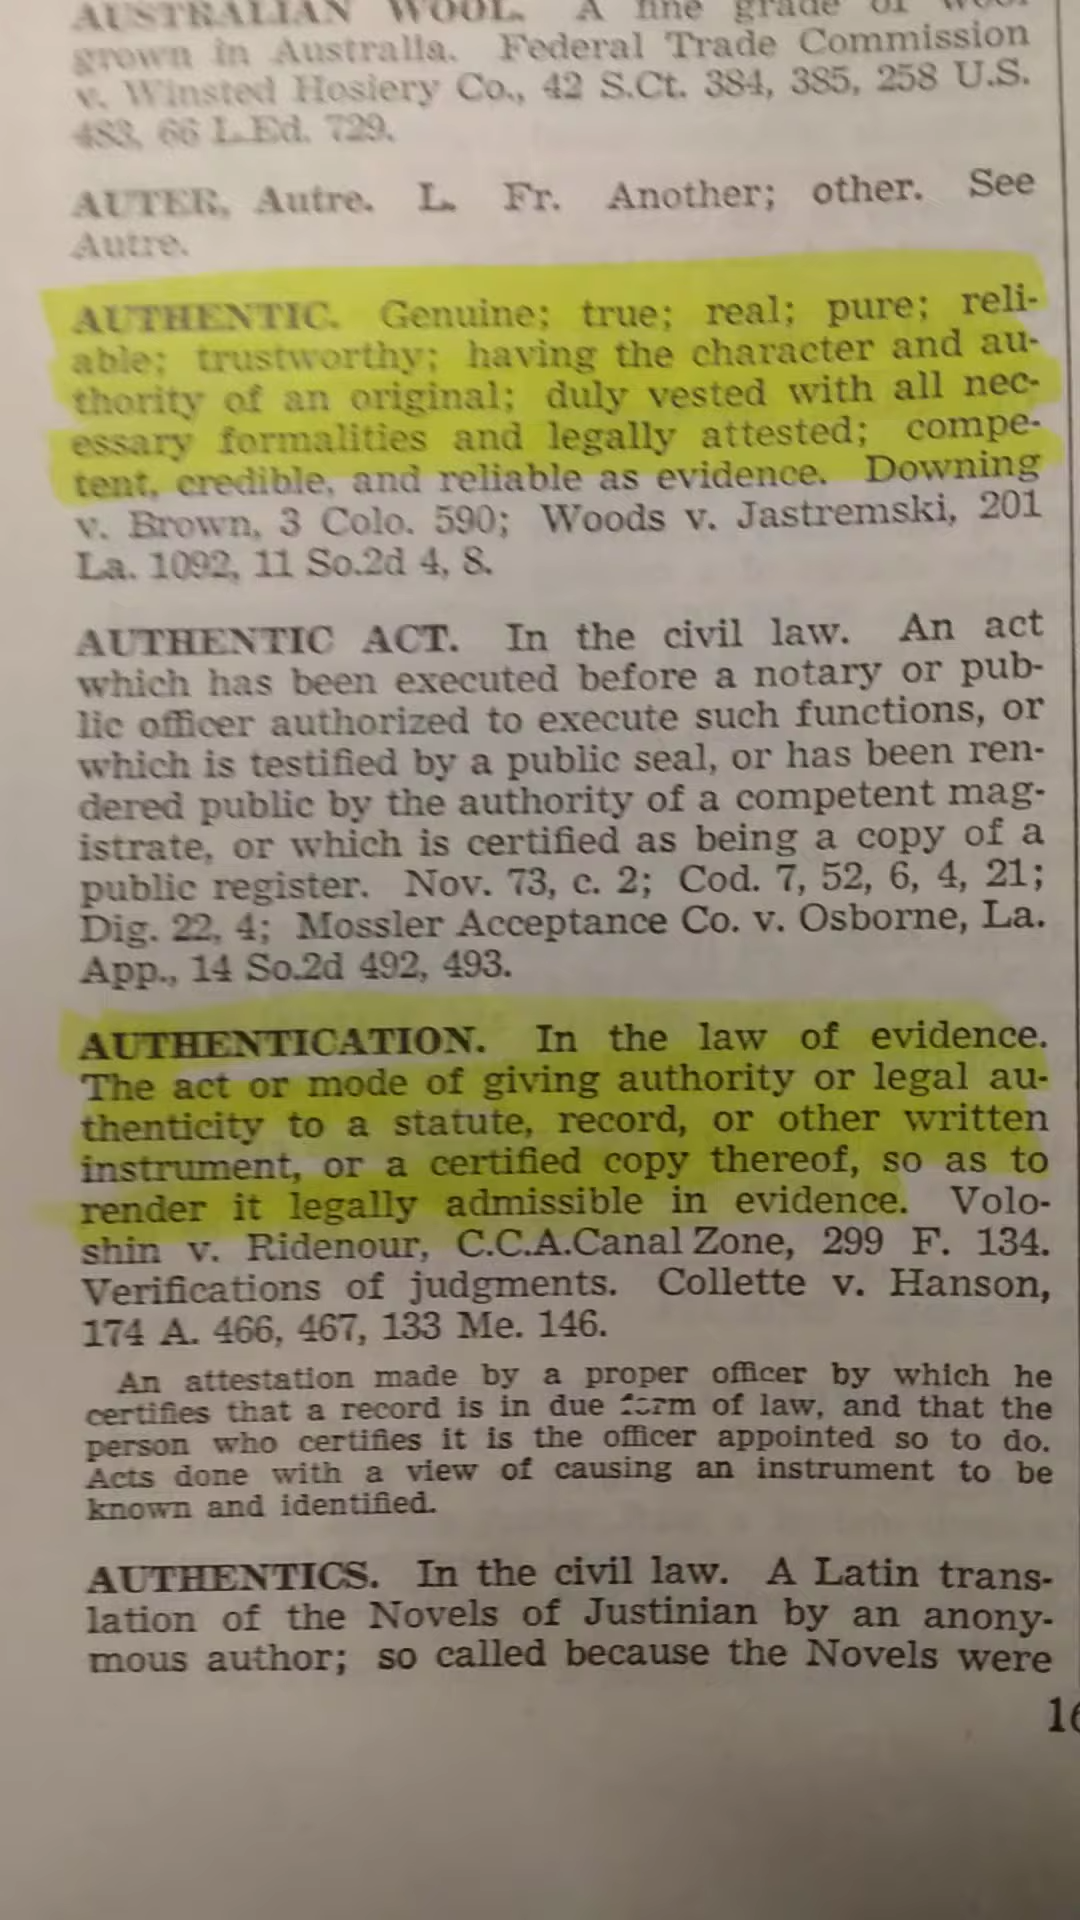 AUSTRALIAN WOOL. A fine grade of wool
grown in Australia. Federal Trade Commission
v. Winsted Hosiery Co., 42 S.Ct. 384, 385, 258 U.S.
483, 66 L.Ed. 729.
AUTER, Autre. L. Fr. Another; other. See
Autre.
AUTHENTIC. Genuine; true; real; pure; reli-
able; trustworthy; having the character and au-
thority of an original; duly vested with all nec-
essary formalities and legally attested; compe-
tent, credible, and reliable as evidence. Downing
v. Brown, 3 Colo. 590; Woods v. Jastremski, 201
La. 1092, 11 So.2d 4, 8.
AUTHENTIC ACT. In the civil law. An act
which has been executed before a notary or pub-
lic officer authorized to execute such functions, or
which is testified by a public seal, or has been ren-
dered public by the authority of a competent mag-
istrate, or which is certified as being a copy of a
public register. Nov. 73, c. 2; Cod. 7, 52, 6, 4, 21;
Dig. 22, 4; Mossler Acceptance Co. v. Osborne, La.
App., 14 So.2d 492, 493.
AUTHENTICATION. In the law of evidence.
The act or mode of giving authority or legal au-
thenticity to a statute, record, or other written
instrument, or a certified copy thereof, so as to
render it legally admissible in evidence. Volo-
shin v. Ridenour, C.C.A.Canal Zone, 299 F. 134.
Verifications of judgments. Collette v. Hanson,
174 A. 466, 467, 133 Me. 146.
An attestation made by a proper officer by which he
certifies that a record is in due form of law, and that the
person who certifies it is the officer appointed so to do.
Acts done with a view of causing an instrument to be
known and identified.
AUTHENTICS. In the civil law. A Latin trans-
lation of the Novels of Justinian by an anony-
mous author; so called because the Novels were